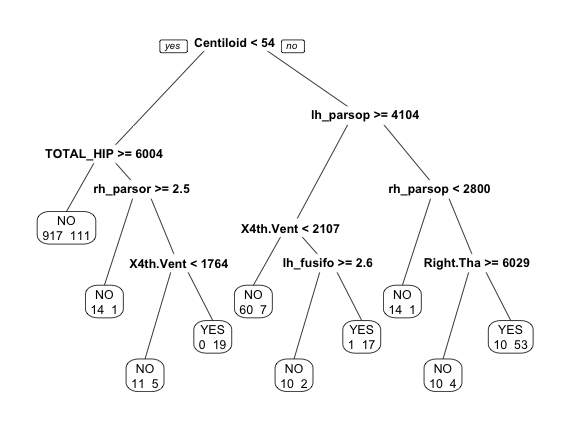 yes Centiloid < 54 no
lh_parsop >= 4104
TOTAL_HIP >= 6004
rh_parsor >= 2.5
rh_parsop < 2800
NO
917 111
X4th.Vent < 2107
X4th.Vent < 1764
lh_fusifo >= 2.6
Right.Tha >= 6029
NO
14 1
NO
60 7
NO
14 1
YES
0 19
YES
1 17
YES
10 53
NO
11 5
NO
10 2
NO
10 4